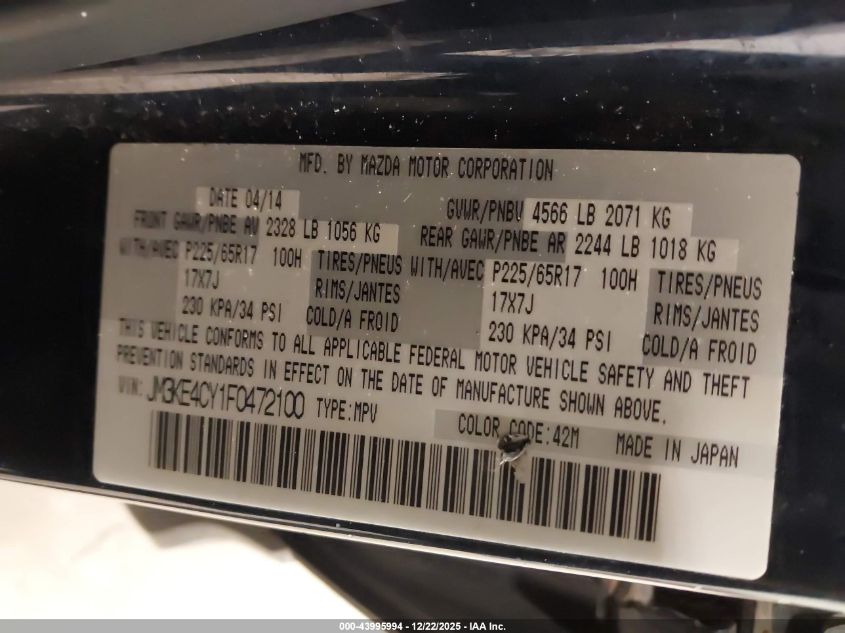 MFD. BY MAZDA MOTOR CORPORATION
DATE 04/14 GVWR/PNBV 4566 LB 2071 KG
FRONT GAWR/PNBE AV 2328 LB 1056 KG REAR GAWR/PNBE AR 2244 LB 1018 KG
WITH/AVEC P225/65R17 100H TIRES/PNEUS WITH/AVEC P225/65R17 100H TIRES/PNEUS
17X7J RIMS/JANTES 17X7J RIMS/JANTES
230 KPA/34 PSI COLD/A FROID 230 KPA/34 PSI COLD/A FROID
THIS VEHICLE CONFORMS TO ALL APPLICABLE FEDERAL MOTOR VEHICLE SAFETY AND THEFT
PREVENTION STANDARDS IN EFFECT ON THE DATE OF MANUFACTURE SHOWN ABOVE.
VIN: JM3KE4CY1F0472100 TYPE:MPV COLOR CODE:42M MADE IN JAPAN
000-43995994 - 12/22/2025 - IAA Inc.